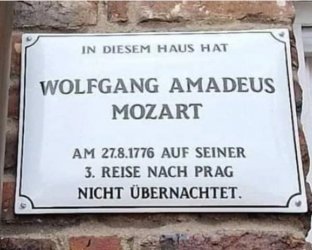 IN DIESEM HAUS HAT
WOLFGANG AMADEUS
MOZART
AM 27.8.1776 AUF SEINER
3. REISE NACH PRAG
NICHT ÜBERNACHTET.